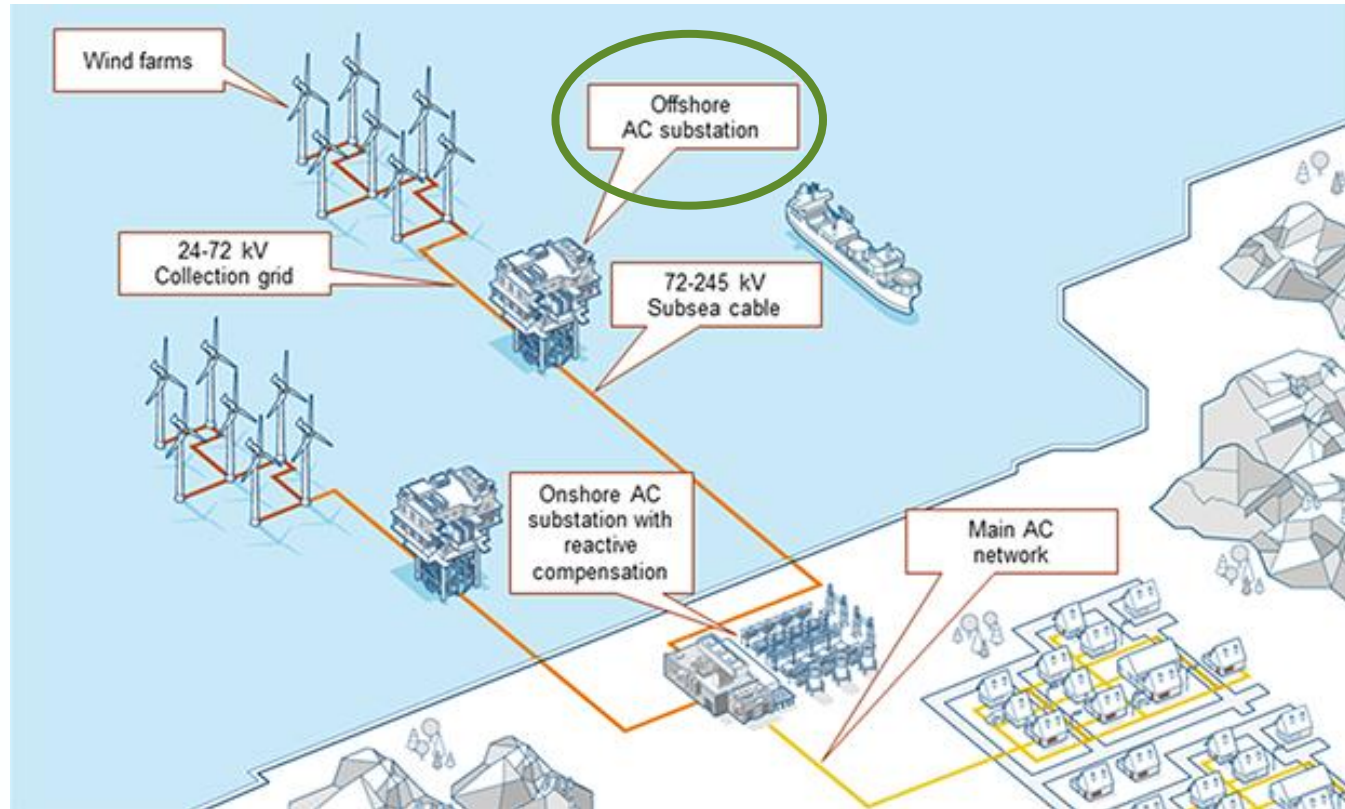 Wind farms
Offshore
AC substation
24-72 kV
Collection grid
72-245 kV
Subsea cable
Onshore AC
substation with
reactive
compensation
Main AC
network